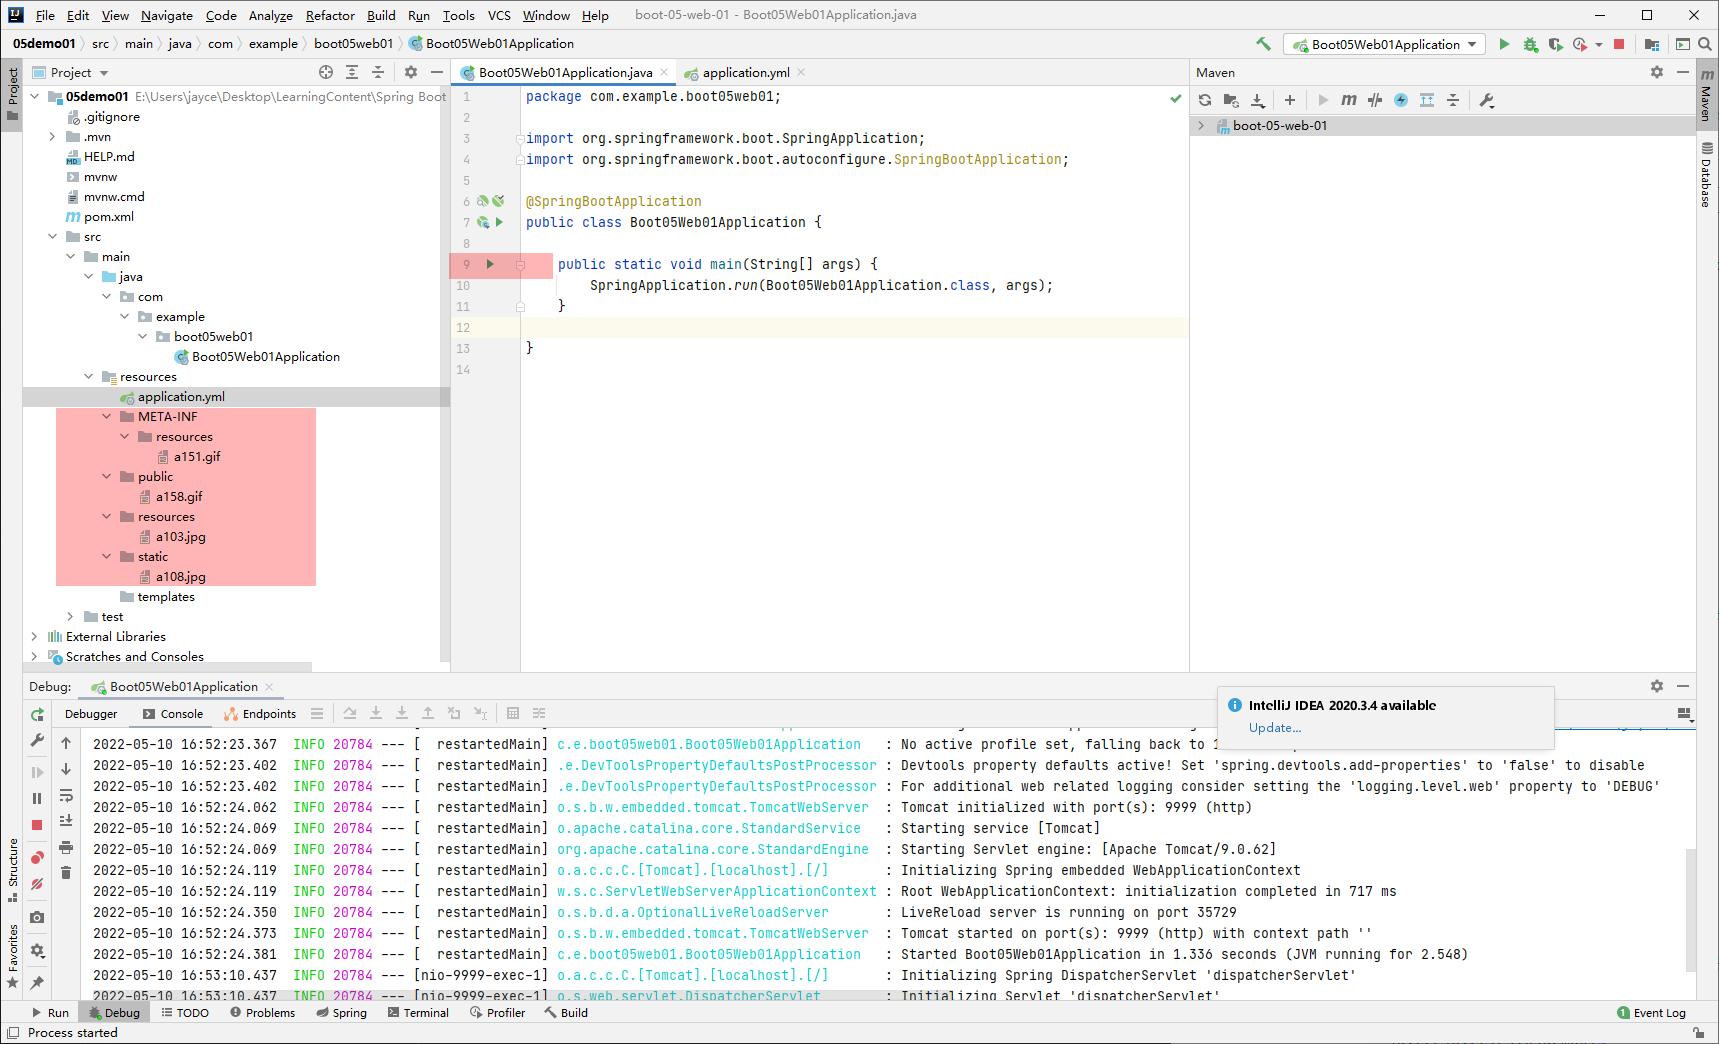 File Edit View Navigate Code Analyze Refactor Build Run Tools VCS Window Help boot-05-web-01 - Boot05Web01Application.java
05demo01 src main java com example boot05web01 Boot05Web01Application
Boot05Web01Application
Project
Project
05demo01 E:\Users\jayce\Desktop\LearningContent\Spring Boot
.gitignore
.mvn
HELP.md
mvnw
mvnw.cmd
pom.xml
src
main
java
com
example
boot05web01
Boot05Web01Application
resources
application.yml
META-INF
resources
a151.gif
public
a158.gif
resources
a103.jpg
static
a108.jpg
templates
test
External Libraries
Scratches and Consoles
Boot05Web01Application.java application.yml
1 package com.example.boot05web01;
2
3 import org.springframework.boot.SpringApplication;
4 import org.springframework.boot.autoconfigure.SpringBootApplication;
5
6 @SpringBootApplication
7 public class Boot05Web01Application {
8
9 public static void main(String[] args) {
10 SpringApplication.run(Boot05Web01Application.class, args);
11 }
12
13 }
14
Maven
boot-05-web-01
Maven
Database
Debug: Boot05Web01Application
Debugger Console Endpoints
IntelliJ IDEA 2020.3.4 available
Update...
2022-05-10 16:52:23.367 INFO 20784 --- [ restartedMain] c.e.boot05web01.Boot05Web01Application : No active profile set, falling back to 1
2022-05-10 16:52:23.402 INFO 20784 --- [ restartedMain] .e.DevToolsPropertyDefaultsPostProcessor : Devtools property defaults active! Set 'spring.devtools.add-properties' to 'false' to disable
2022-05-10 16:52:23.402 INFO 20784 --- [ restartedMain] .e.DevToolsPropertyDefaultsPostProcessor : For additional web related logging consider setting the 'logging.level.web' property to 'DEBUG'
2022-05-10 16:52:24.062 INFO 20784 --- [ restartedMain] o.s.b.w.embedded.tomcat.TomcatWebServer : Tomcat initialized with port(s): 9999 (http)
2022-05-10 16:52:24.069 INFO 20784 --- [ restartedMain] o.apache.catalina.core.StandardService : Starting service [Tomcat]
2022-05-10 16:52:24.069 INFO 20784 --- [ restartedMain] org.apache.catalina.core.StandardEngine : Starting Servlet engine: [Apache Tomcat/9.0.62]
2022-05-10 16:52:24.119 INFO 20784 --- [ restartedMain] o.a.c.c.C.[Tomcat].[localhost].[/] : Initializing Spring embedded WebApplicationContext
2022-05-10 16:52:24.119 INFO 20784 --- [ restartedMain] w.s.c.ServletWebServerApplicationContext : Root WebApplicationContext: initialization completed in 717 ms
2022-05-10 16:52:24.350 INFO 20784 --- [ restartedMain] o.s.b.d.a.OptionalLiveReloadServer : LiveReload server is running on port 35729
2022-05-10 16:52:24.373 INFO 20784 --- [ restartedMain] o.s.b.w.embedded.tomcat.TomcatWebServer : Tomcat started on port(s): 9999 (http) with context path ''
2022-05-10 16:52:24.381 INFO 20784 --- [ restartedMain] c.e.boot05web01.Boot05Web01Application : Started Boot05Web01Application in 1.336 seconds (JVM running for 2.548)
2022-05-10 16:53:10.437 INFO 20784 --- [nio-9999-exec-1] o.a.c.c.C.[Tomcat].[localhost].[/] : Initializing Spring DispatcherServlet 'dispatcherServlet'
2022-05-10 16:53:10.437 INFO 20784 --- [nio-9999-exec-1] o.s.web.servlet.DispatcherServlet : Initializing Servlet 'dispatcherServlet'
Structure
Favorites
Run Debug TODO Problems Spring Terminal Profiler Build 1 Event Log
Process started